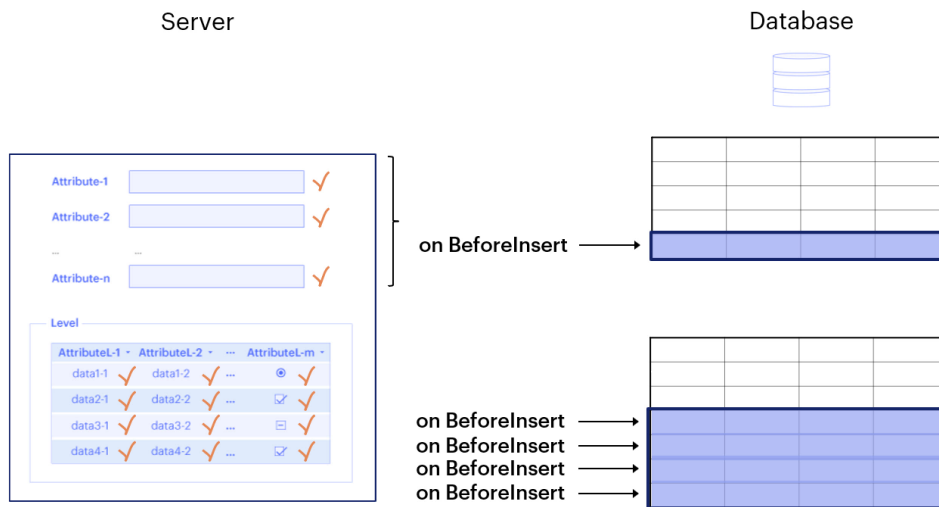 Server
Database
Attribute-1
Attribute-2
... ...
Attribute-n
on BeforeInsert
Level
AttributeL-1 AttributeL-2 ... AttributeL-m
data1-1 data1-2 ...
data2-1 data2-2 ...
data3-1 data3-2 ...
data4-1 data4-2 ...
on BeforeInsert
on BeforeInsert
on BeforeInsert
on BeforeInsert